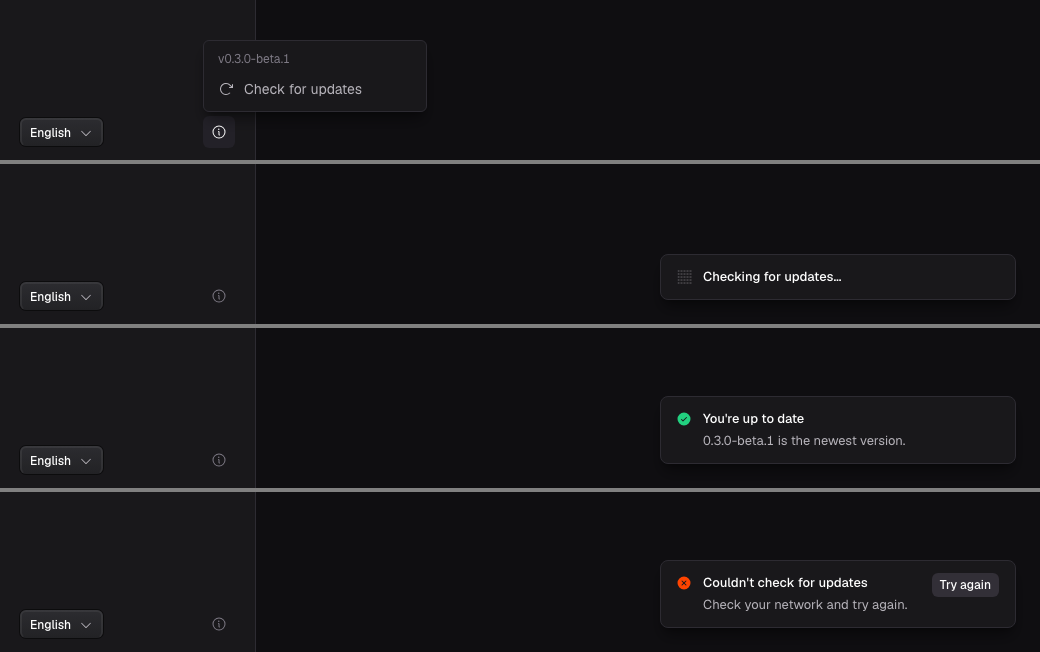 v0.3.0-beta.1
Check for updates
English
Checking for updates…
English
You're up to date
0.3.0-beta.1 is the newest version.
English
Couldn't check for updates
Try again
Check your network and try again.
English